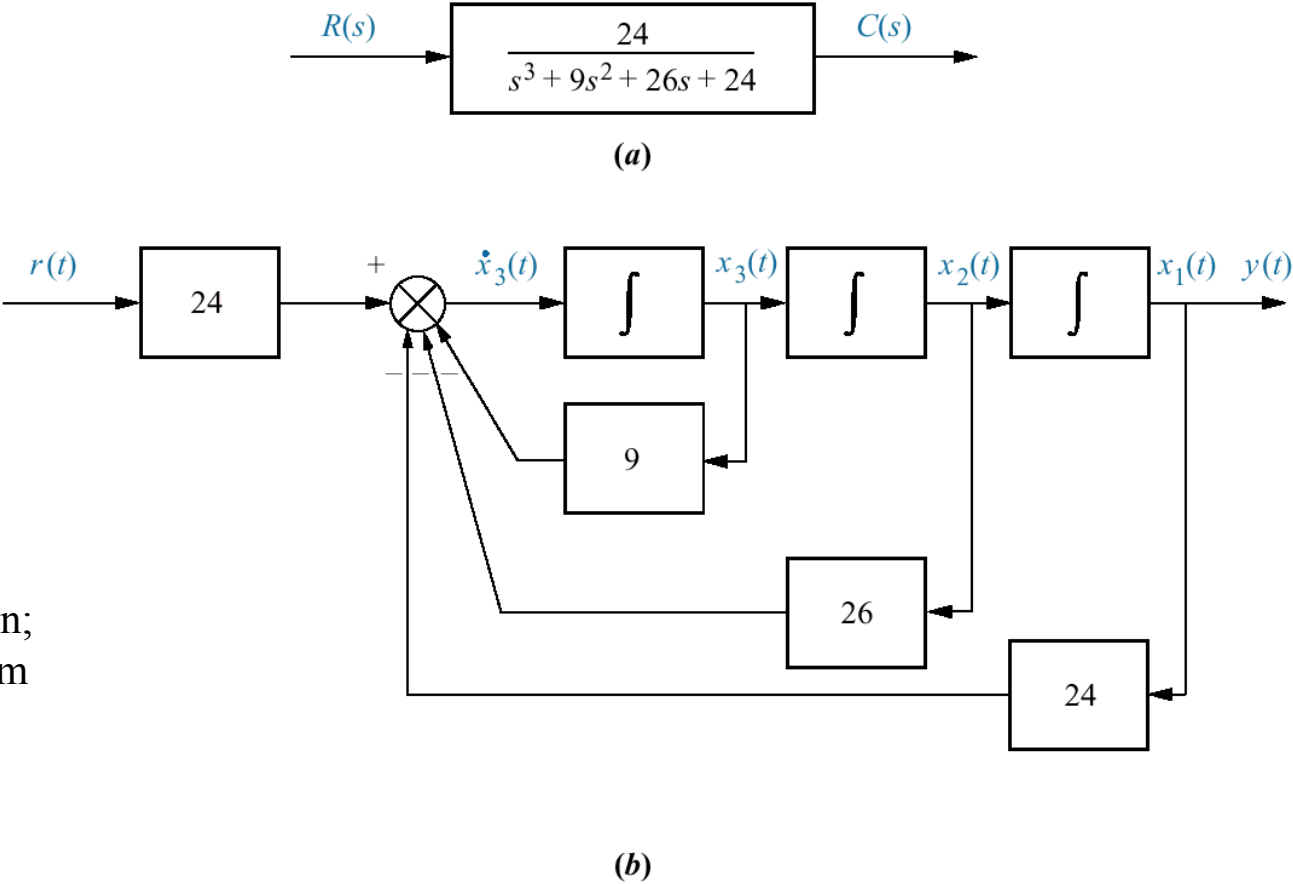 R(s) 24 C(s)
s³ + 9s² + 26s + 24
(a)
r(t) 24 + ẋ₃(t) ∫ x₃(t) ∫ x₂(t) ∫ x₁(t) y(t)
− − −
9
26
n;
m
24
(b)